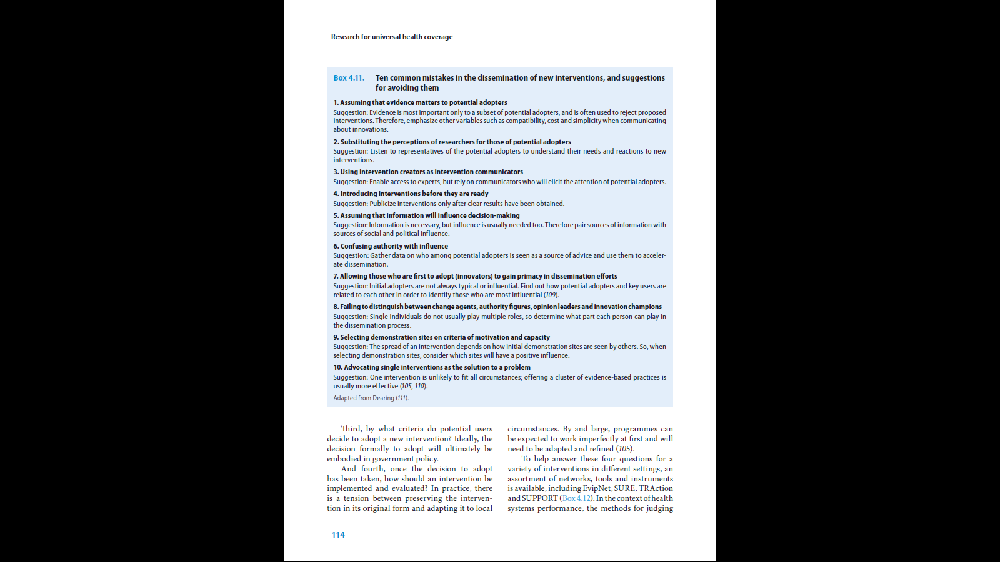 Research for universal health coverage
Box 4.11. Ten common mistakes in the dissemination of new interventions, and suggestions
for avoiding them
1. Assuming that evidence matters to potential adopters
Suggestion: Evidence is most important only to a subset of potential adopters, and is often used to reject proposed
interventions. Therefore, emphasize other variables such as compatibility, cost and simplicity when communicating
about innovations.
2. Substituting the perceptions of researchers for those of potential adopters
Suggestion: Listen to representatives of the potential adopters to understand their needs and reactions to new
interventions.
3. Using intervention creators as intervention communicators
Suggestion: Enable access to experts, but rely on communicators who will elicit the attention of potential adopters.
4. Introducing interventions before they are ready
Suggestion: Publicize interventions only after clear results have been obtained.
5. Assuming that information will influence decision-making
Suggestion: Information is necessary, but influence is usually needed too. Therefore pair sources of information with
sources of social and political influence.
6. Confusing authority with influence
Suggestion: Gather data on who among potential adopters is seen as a source of advice and use them to acceler-
ate dissemination.
7. Allowing those who are first to adopt (innovators) to gain primacy in dissemination efforts
Suggestion: Initial adopters are not always typical or influential. Find out how potential adopters and key users are
related to each other in order to identify those who are most influential (109).
8. Failing to distinguish between change agents, authority figures, opinion leaders and innovation champions
Suggestion: Single individuals do not usually play multiple roles, so determine what part each person can play in
the dissemination process.
9. Selecting demonstration sites on criteria of motivation and capacity
Suggestion: The spread of an intervention depends on how initial demonstration sites are seen by others. So, when
selecting demonstration sites, consider which sites will have a positive influence.
10. Advocating single interventions as the solution to a problem
Suggestion: One intervention is unlikely to fit all circumstances; offering a cluster of evidence-based practices is
usually more effective (105, 110).
Adapted from Dearing (111).
Third, by what criteria do potential users
decide to adopt a new intervention? Ideally, the
decision formally to adopt will ultimately be
embodied in government policy.
And fourth, once the decision to adopt
has been taken, how should an intervention be
implemented and evaluated? In practice, there
is a tension between preserving the interven-
tion in its original form and adapting it to local
circumstances. By and large, programmes can
be expected to work imperfectly at first and will
need to be adapted and refined (105).
To help answer these four questions for a
variety of interventions in different settings, an
assortment of networks, tools and instruments
is available, including EvipNet, SURE, TRAction
and SUPPORT (Box 4.12). In the context of health
systems performance, the methods for judging
114